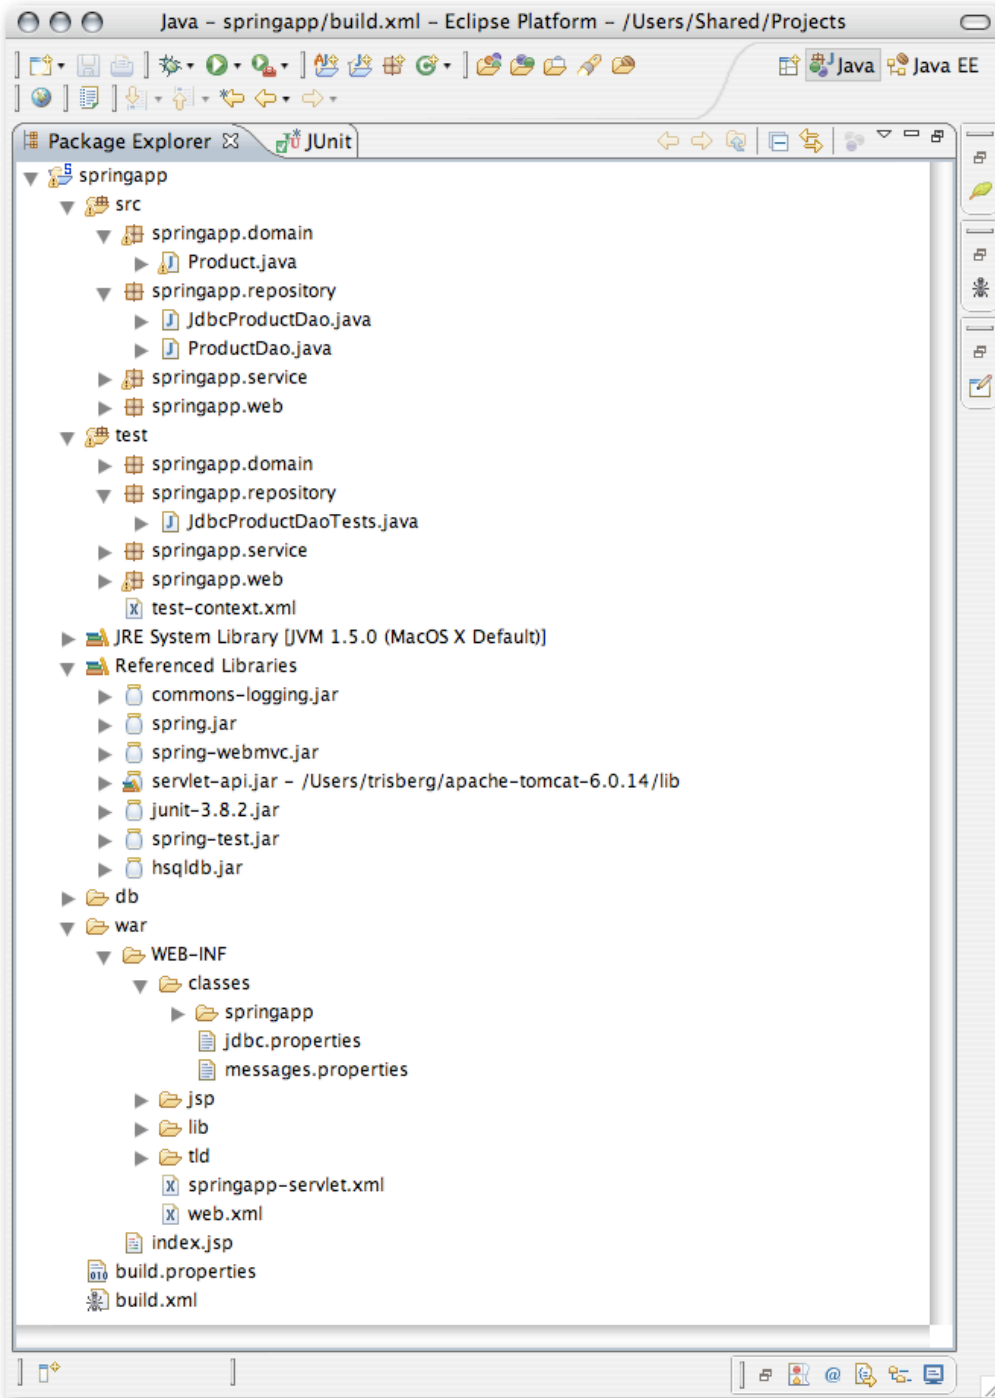 Java – springapp/build.xml – Eclipse Platform – /Users/Shared/Projects
Java Java EE
Package Explorer JUnit
springapp
src
springapp.domain
Product.java
springapp.repository
JdbcProductDao.java
ProductDao.java
springapp.service
springapp.web
test
springapp.domain
springapp.repository
JdbcProductDaoTests.java
springapp.service
springapp.web
test-context.xml
JRE System Library [JVM 1.5.0 (MacOS X Default)]
Referenced Libraries
commons-logging.jar
spring.jar
spring-webmvc.jar
servlet-api.jar – /Users/trisberg/apache-tomcat-6.0.14/lib
junit-3.8.2.jar
spring-test.jar
hsqldb.jar
db
war
WEB-INF
classes
springapp
jdbc.properties
messages.properties
jsp
lib
tld
springapp-servlet.xml
web.xml
index.jsp
build.properties
build.xml